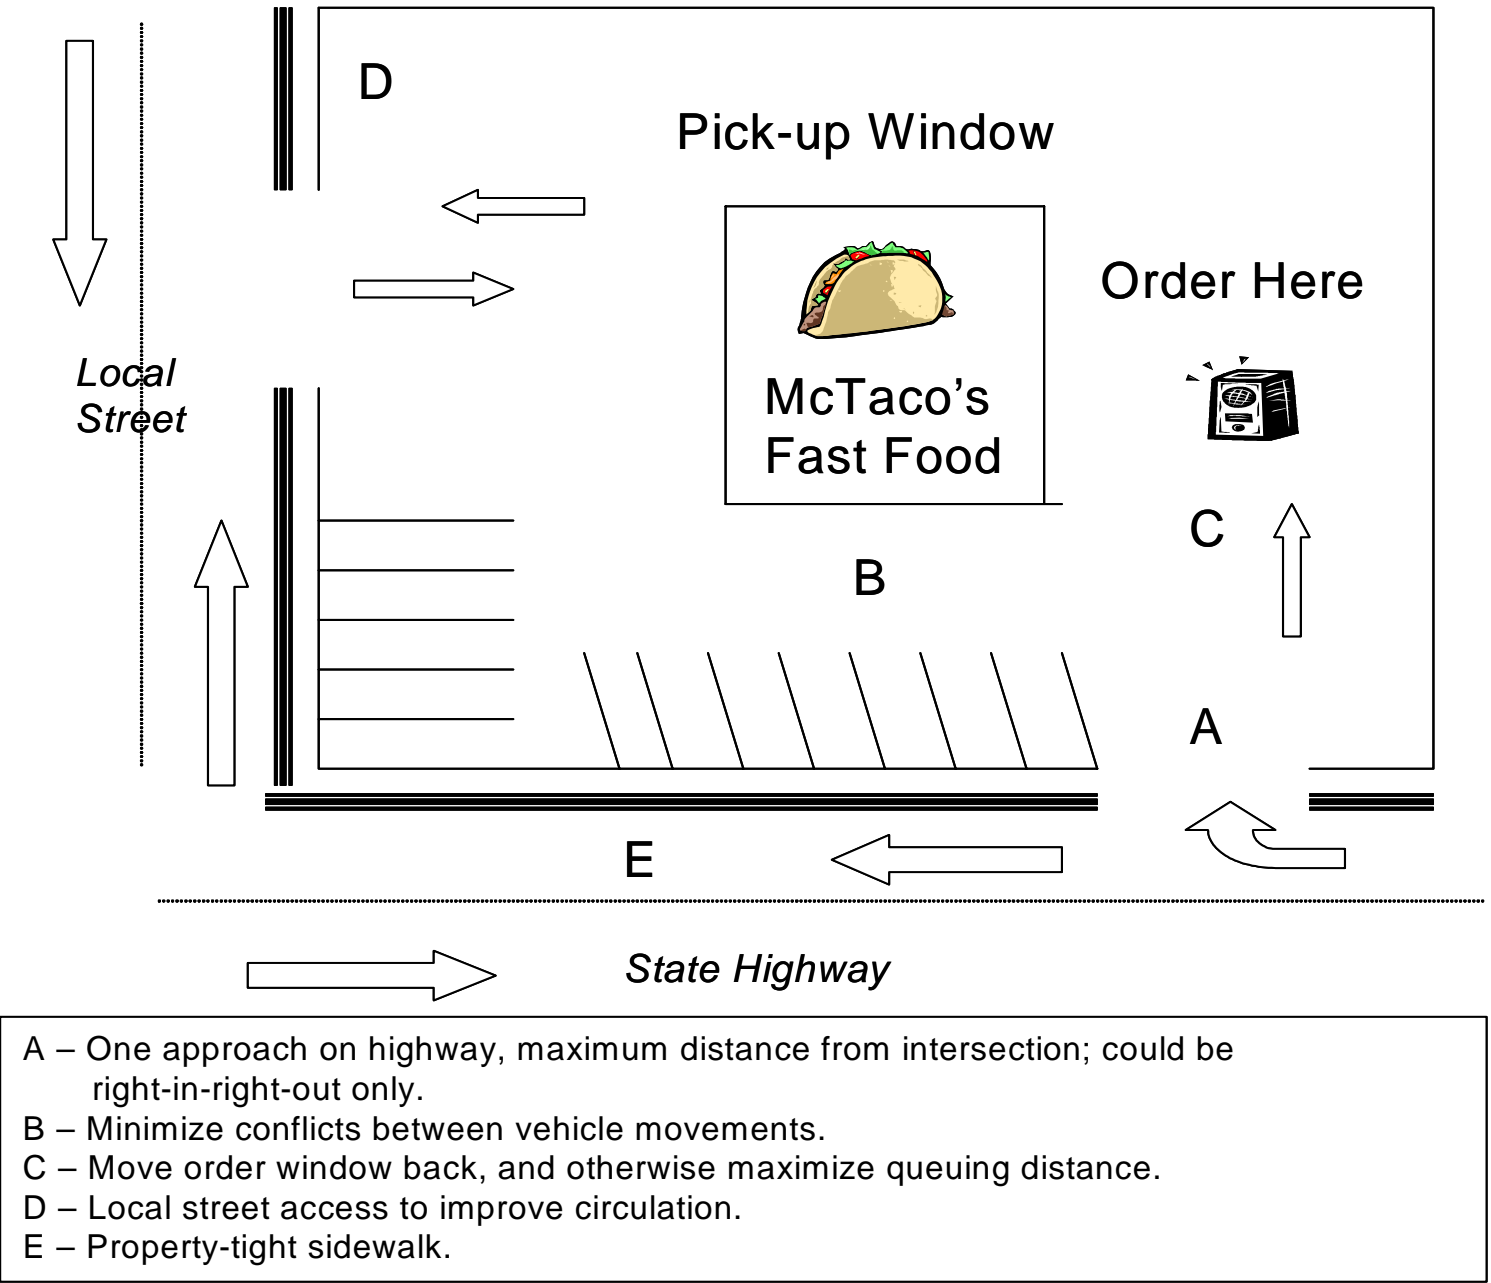 D
Pick-up Window
Order Here
Local
Street
McTaco’s
Fast Food
C
B
A
E
State Highway
A – One approach on highway, maximum distance from intersection; could be
right-in-right-out only.
B – Minimize conflicts between vehicle movements.
C – Move order window back, and otherwise maximize queuing distance.
D – Local street access to improve circulation.
E – Property-tight sidewalk.